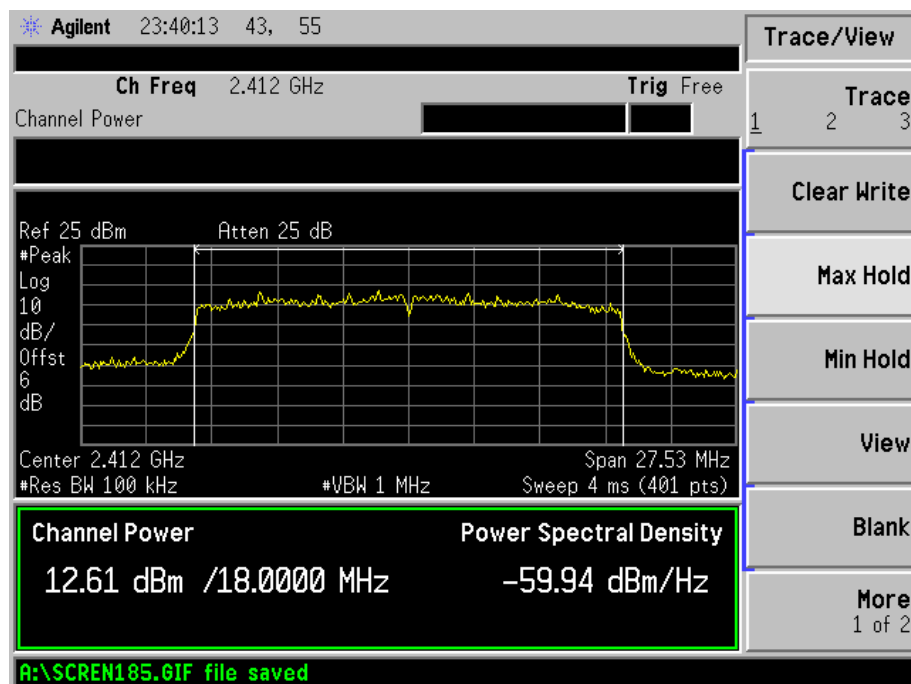 Agilent 23:40:13 43, 55
Trace/View
Ch Freq 2.412 GHz Trig Free
Channel Power
Trace
1 2 3
Clear Write
Max Hold
Min Hold
View
Blank
More
1 of 2
Ref 25 dBm Atten 25 dB
#Peak
Log
10
dB/
Offst
6
dB
Center 2.412 GHz Span 27.53 MHz
#Res BW 100 kHz #VBW 1 MHz Sweep 4 ms (401 pts)
Channel Power Power Spectral Density
12.61 dBm /18.0000 MHz -59.94 dBm/Hz
A:\SCREN185.GIF file saved